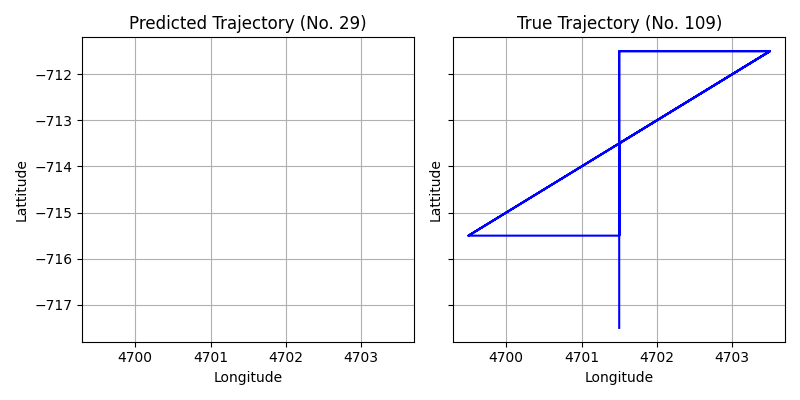 Predicted Trajectory (No. 29)
True Trajectory (No. 109)
Lattitude
−712
−713
−714
−715
−716
−717
4700
4701
4702
4703
Longitude
Lattitude
4700
4701
4702
4703
Longitude